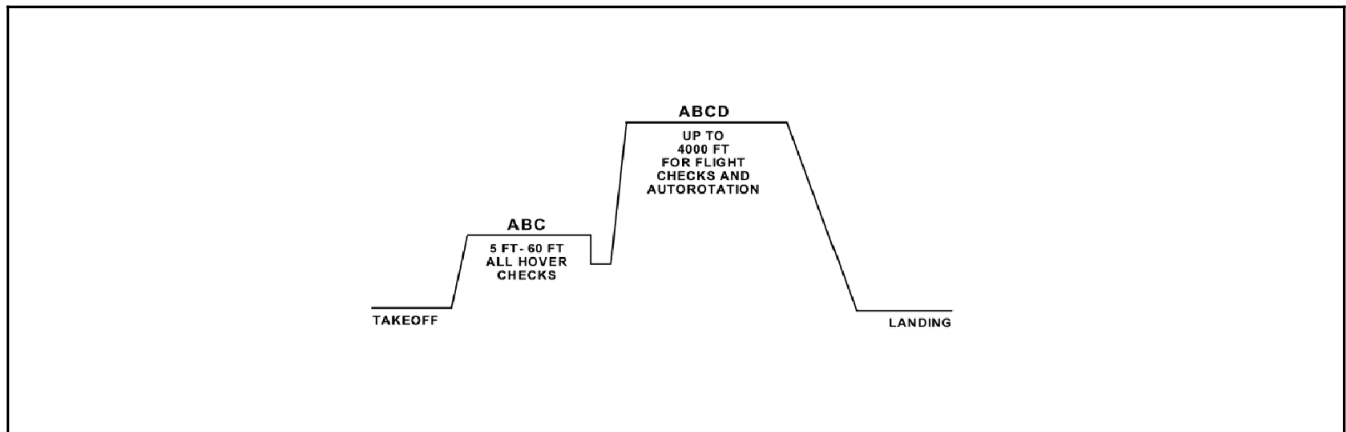 ABCD
UP TO
4000 FT
FOR FLIGHT
CHECKS AND
AUTOROTATION
ABC
5 FT- 60 FT
ALL HOVER
CHECKS
TAKEOFF
LANDING